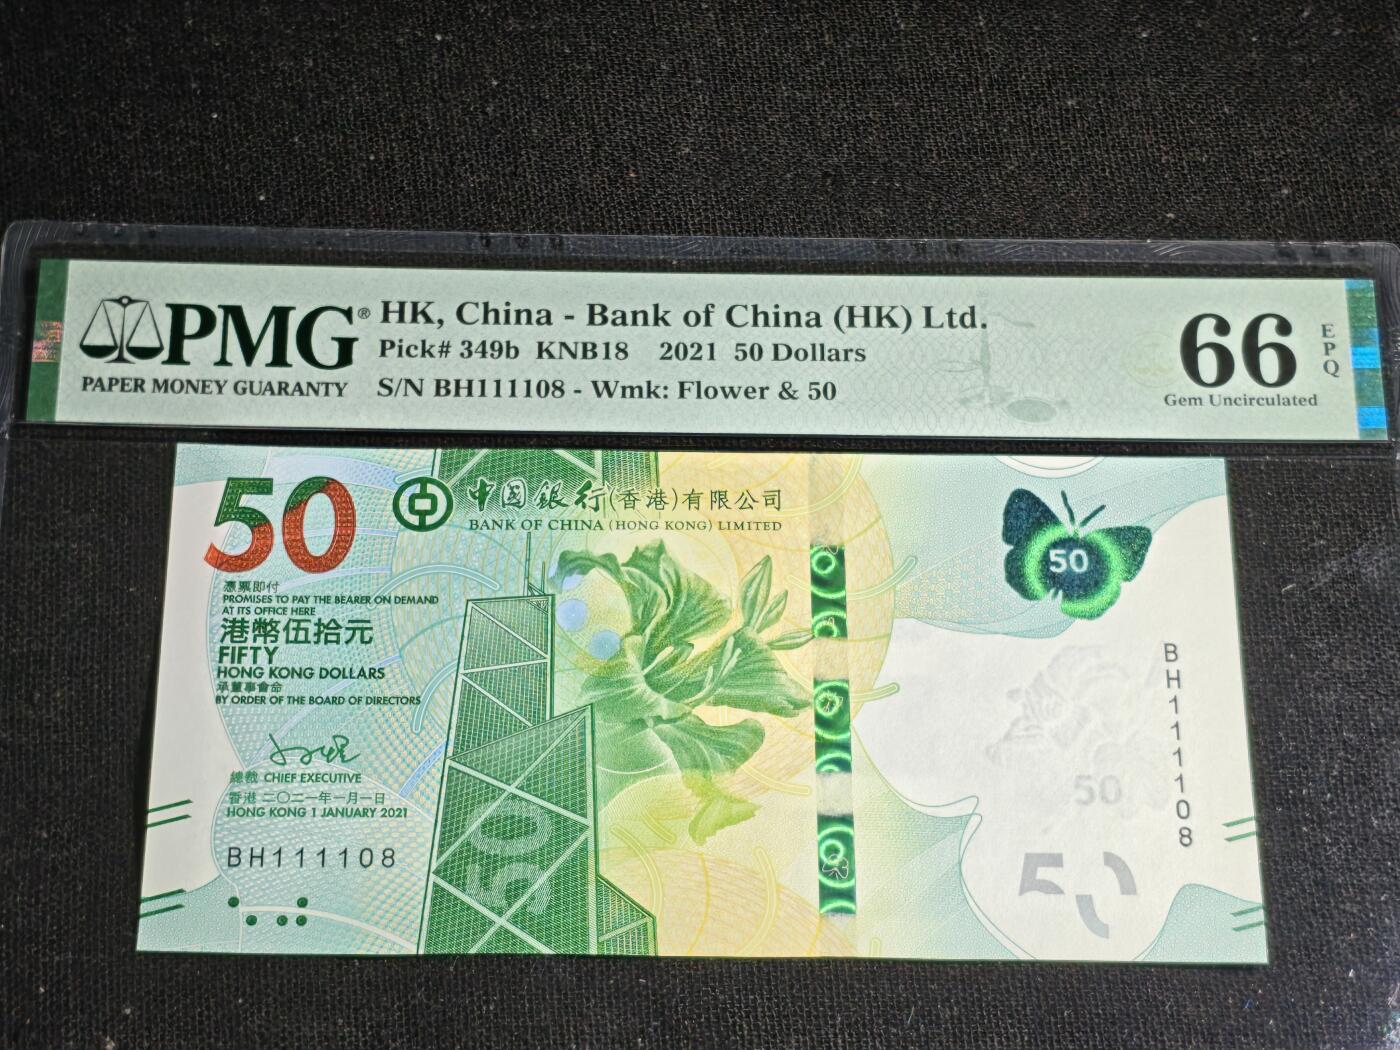 PMG®
PAPER MONEY GUARANTY
HK, China - Bank of China (HK) Ltd.
Pick# 349b KNB18 2021 50 Dollars
S/N BH111108 - Wmk: Flower & 50
66
EPQ
Gem Uncirculated
50
中國銀行(香港)有限公司
BANK OF CHINA (HONG KONG) LIMITED
憑票即付
PROMISES TO PAY THE BEARER ON DEMAND
AT ITS OFFICE HERE
港幣伍拾元
FIFTY
HONG KONG DOLLARS
承董事會命
BY ORDER OF THE BOARD OF DIRECTORS
總裁 CHIEF EXECUTIVE
香港 二〇二一年一月一日
HONG KONG 1 JANUARY 2021
BH111108
50
50
BH111108
50
50